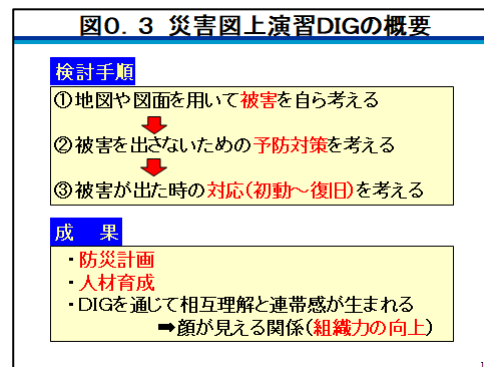 図０．３ 災害図上演習DIGの概要
検討手順
①地図や図面を用いて被害を自ら考える
②被害を出さないための予防対策を考える
③被害が出た時の対応(初動～復旧)を考える
成　果
・防災計画
・人材育成
・DIGを通じて相互理解と連帯感が生まれる
➡顔が見える関係(組織力の向上)